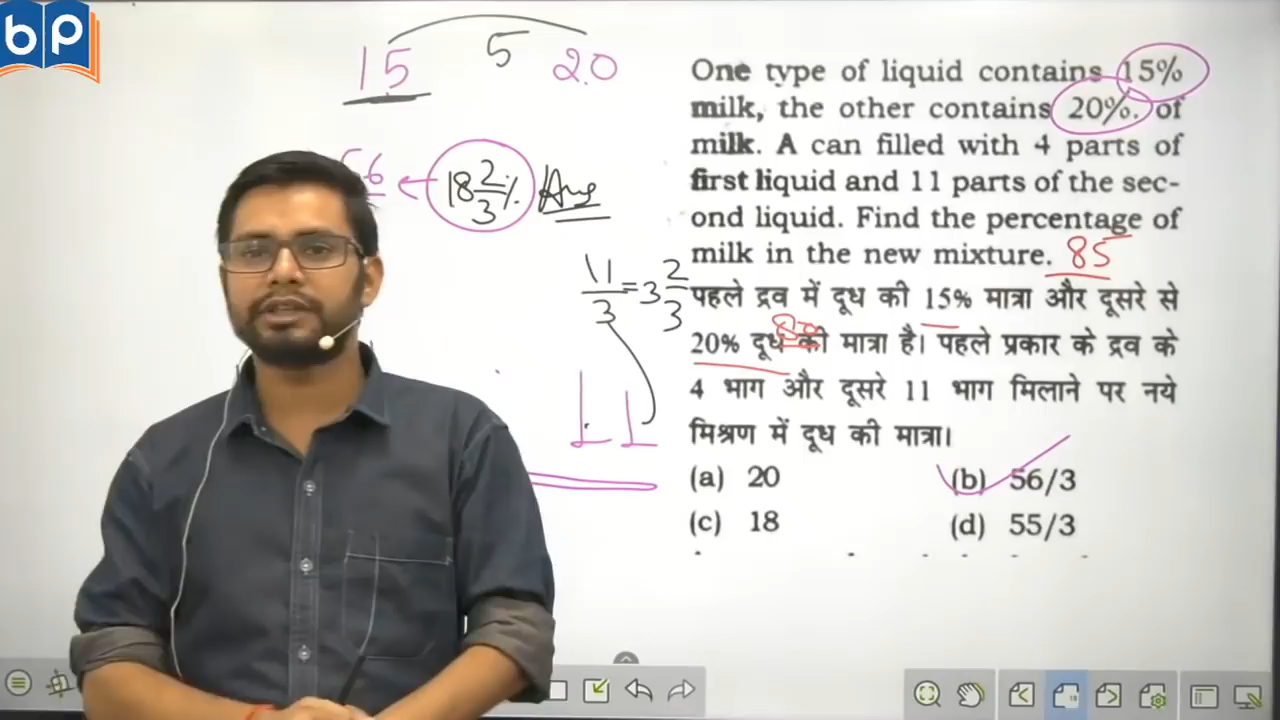 bp
15 5 20
56 ← 18 2/3 % Ans
11/3 = 3 2/3
11
One type of liquid contains 15%
milk, the other contains 20%. of
milk. A can filled with 4 parts of
first liquid and 11 parts of the sec-
ond liquid. Find the percentage of
milk in the new mixture. 85
पहले द्रव में दूध की 15% मात्रा और दूसरे से
80
20% दूध की मात्रा है। पहले प्रकार के द्रव के
4 भाग और दूसरे 11 भाग मिलाने पर नये
मिश्रण में दूध की मात्रा।
(a) 20 (b) 56/3
(c) 18 (d) 55/3